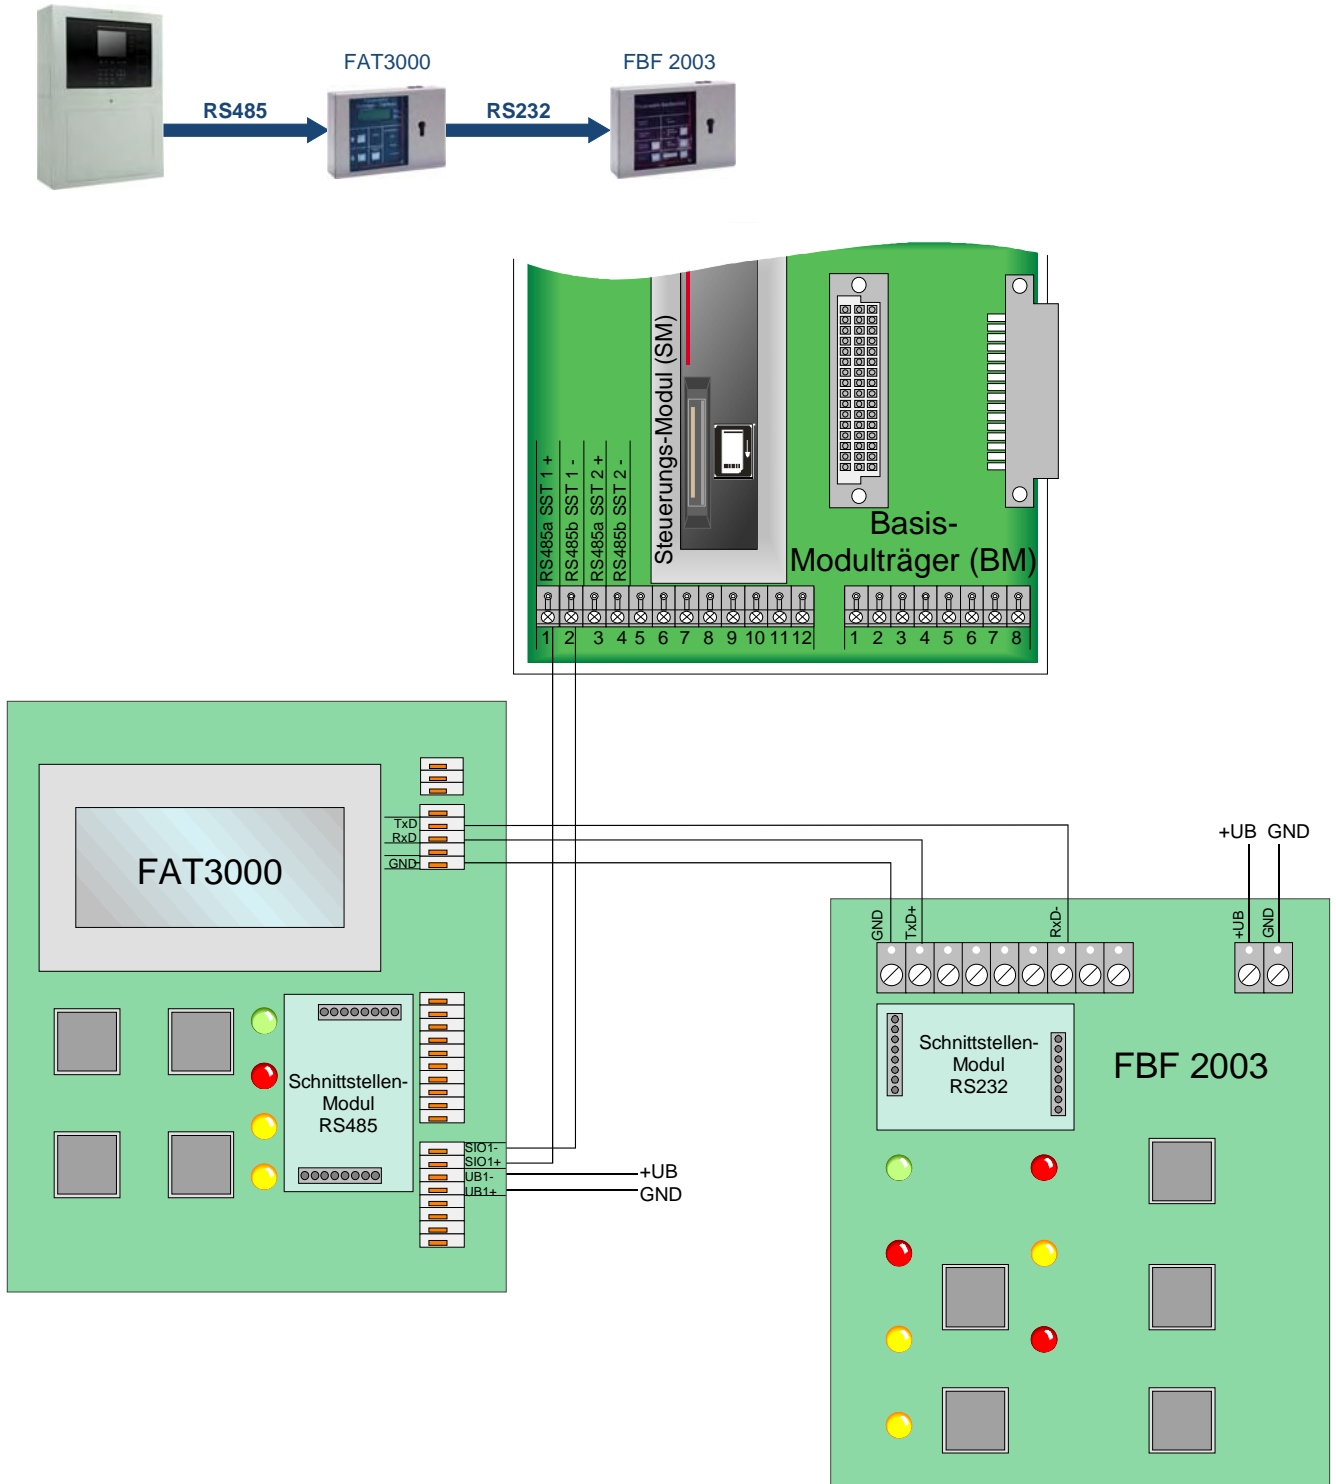 FAT3000
FBF 2003
RS485
RS232
RS485a SST 1 +
RS485b SST 1 -
RS485a SST 2 +
RS485b SST 2 -
Steuerungs-Modul (SM)
Basis-
Modulträger (BM)
1 2 3 4 5 6 7 8 9 10 11 12
1 2 3 4 5 6 7 8
FAT3000
TxD
RxD
GND
Schnittstellen-
Modul
RS485
SIO1-
SIO1+
UB1-
UB1+
+UB
GND
+UB GND
GND
TxD+
RxD-
+UB
GND
Schnittstellen-
Modul
RS232
FBF 2003